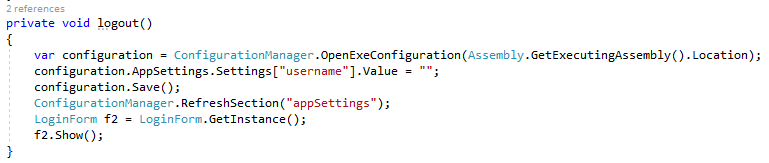 2 references
private void logout()
{
var configuration = ConfigurationManager.OpenExeConfiguration(Assembly.GetExecutingAssembly().Location);
configuration.AppSettings.Settings["username"].Value = "";
configuration.Save();
ConfigurationManager.RefreshSection("appSettings");
LoginForm f2 = LoginForm.GetInstance();
f2.Show();
}